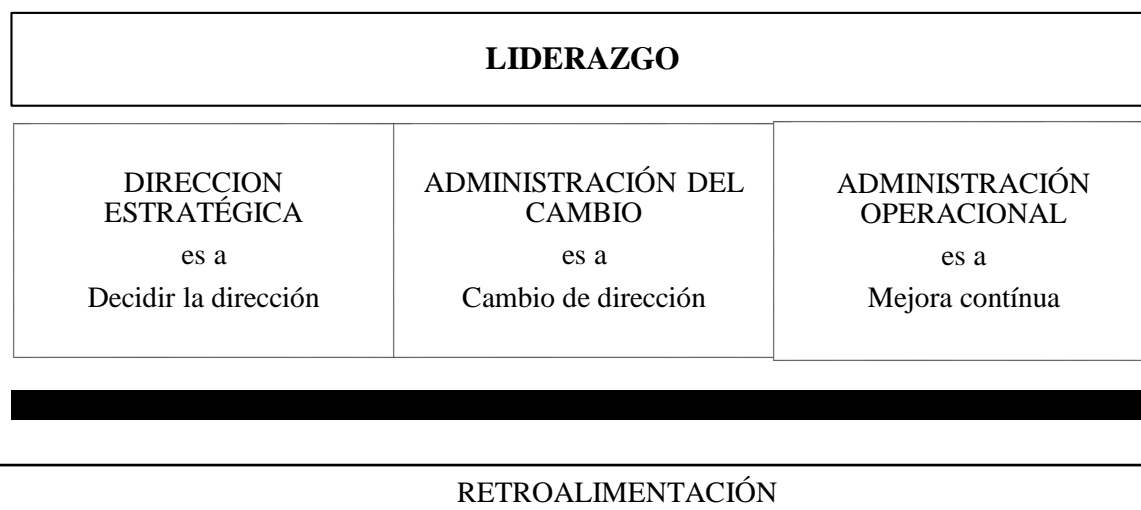 LIDERAZGO
DIRECCION
ESTRATÉGICA
es a
Decidir la dirección
ADMINISTRACIÓN DEL
CAMBIO
es a
Cambio de dirección
ADMINISTRACIÓN
OPERACIONAL
es a
Mejora contínua
RETROALIMENTACIÓN